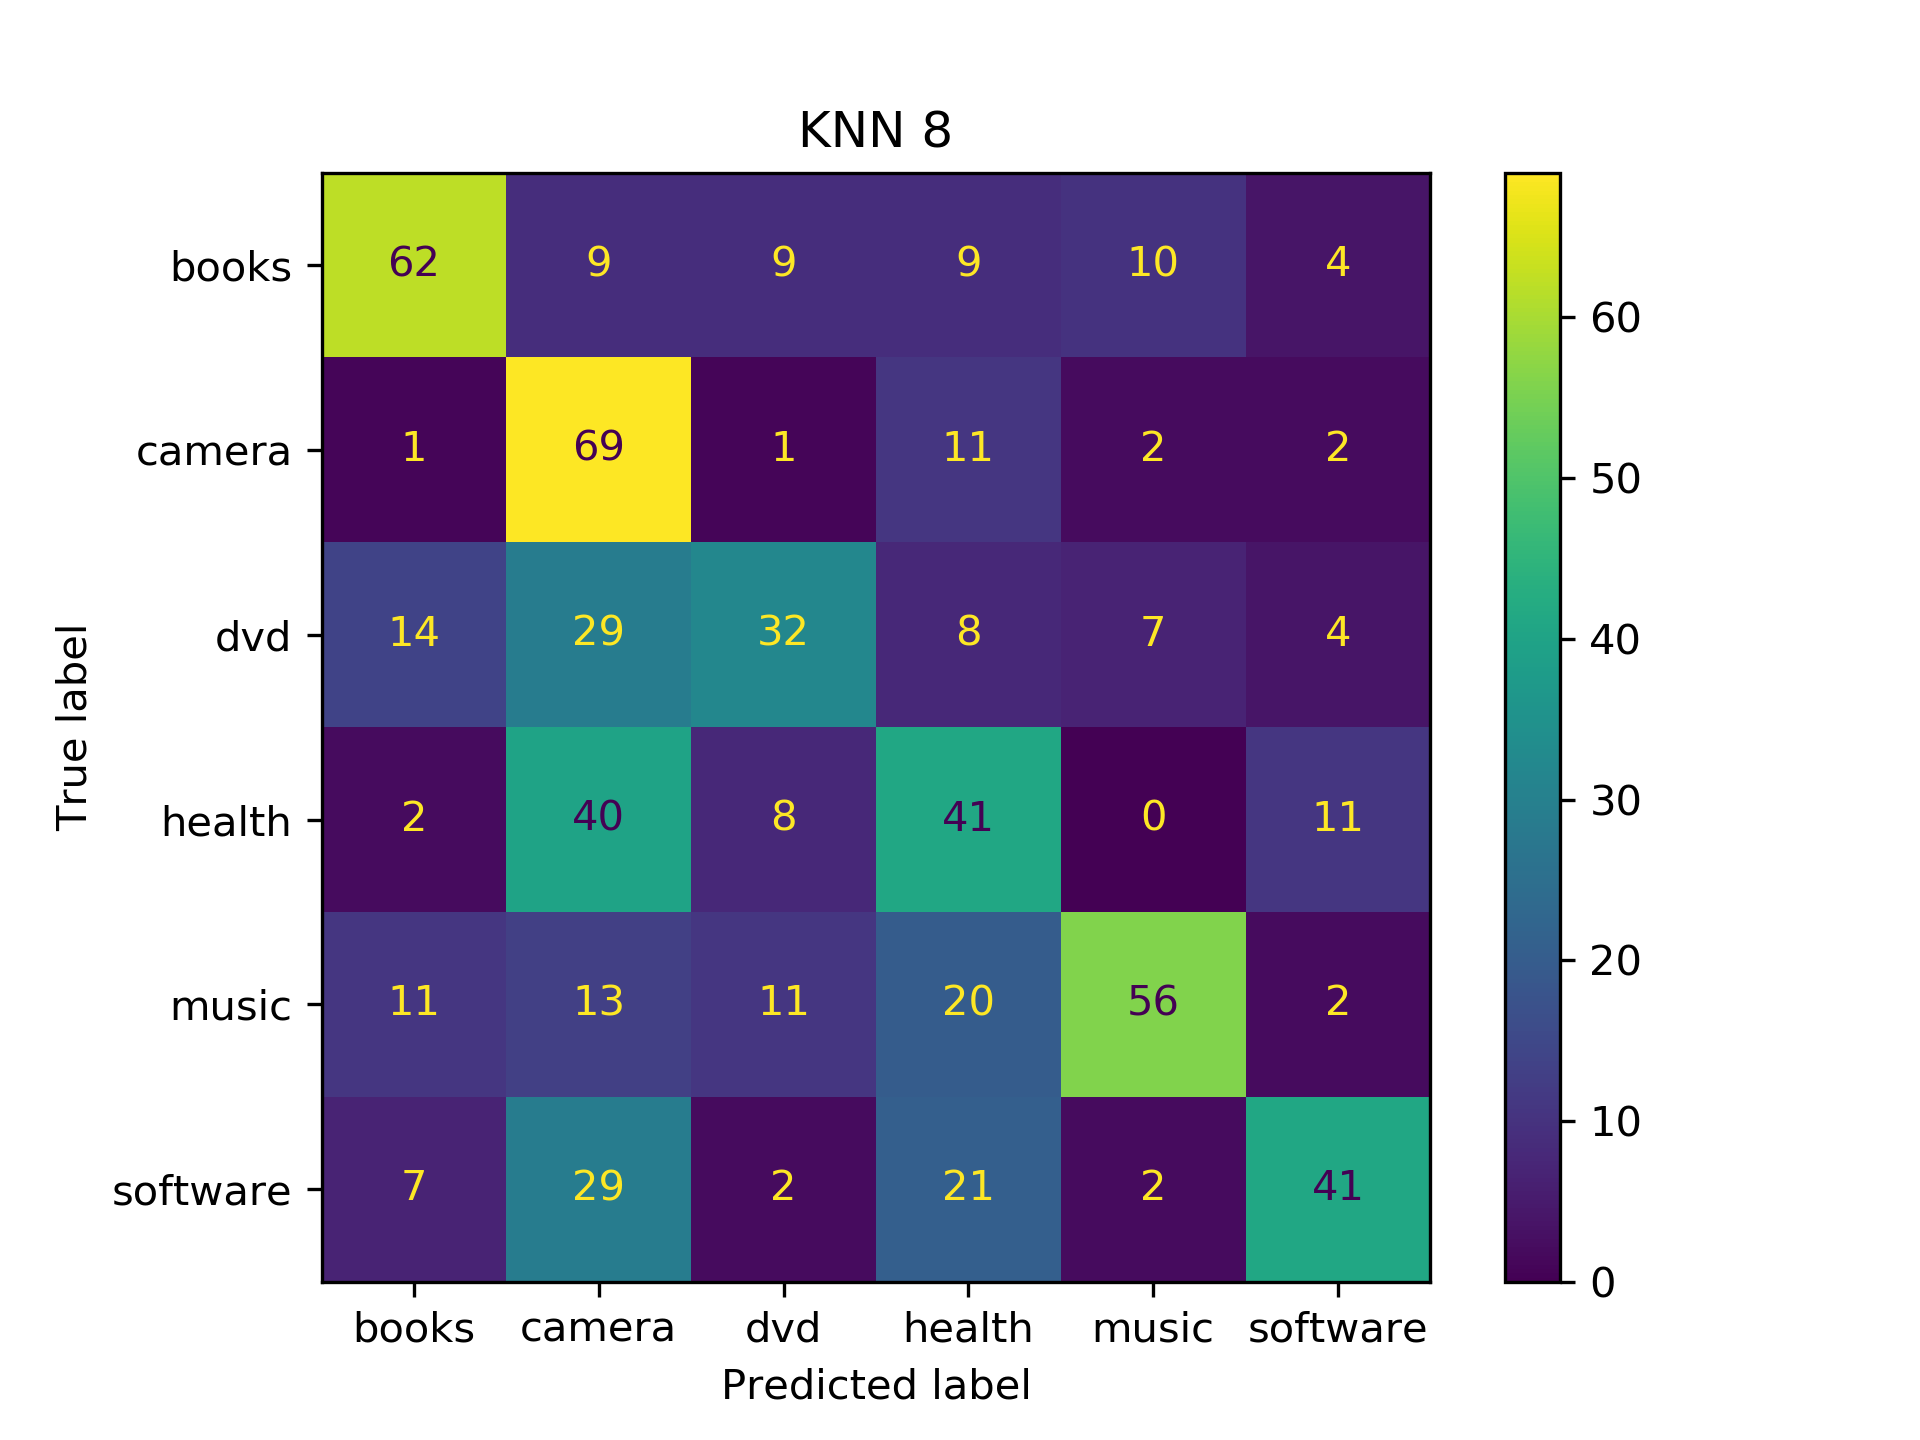 KNN 8
books 62 9 9 9 10 4
camera 1 69 1 11 2 2
dvd 14 29 32 8 7 4
health 2 40 8 41 0 11
music 11 13 11 20 56 2
software 7 29 2 21 2 41
books camera dvd health music software
Predicted label
True label
60
50
40
30
20
10
0